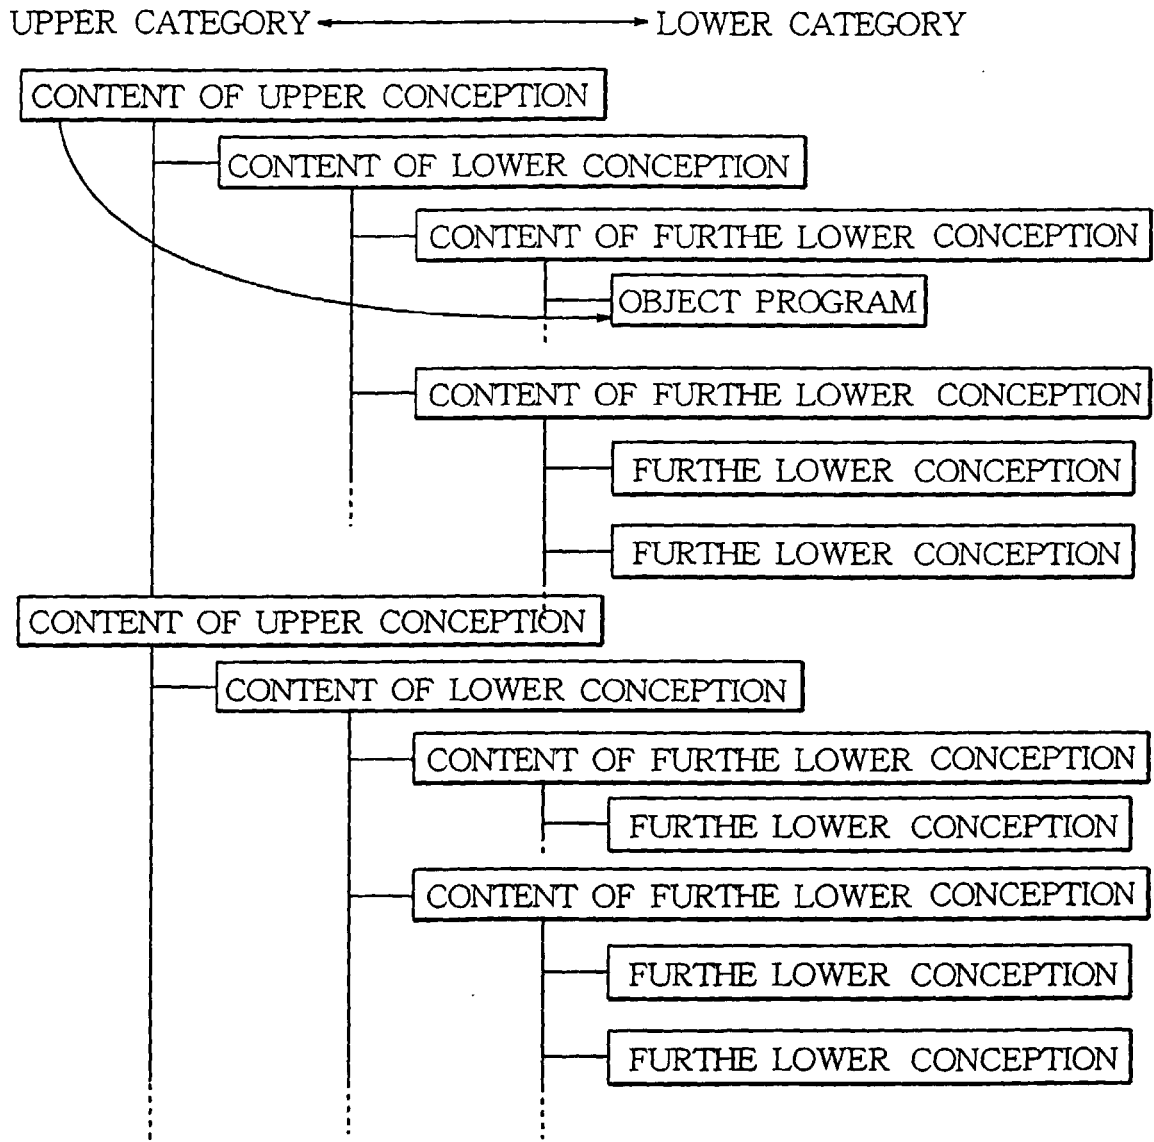 UPPER CATEGORY LOWER CATEGORY
CONTENT OF UPPER CONCEPTION
CONTENT OF LOWER CONCEPTION
CONTENT OF FURTHE LOWER CONCEPTION
OBJECT PROGRAM
CONTENT OF FURTHE LOWER CONCEPTION
FURTHE LOWER CONCEPTION
FURTHE LOWER CONCEPTION
CONTENT OF UPPER CONCEPTION
CONTENT OF LOWER CONCEPTION
CONTENT OF FURTHE LOWER CONCEPTION
FURTHE LOWER CONCEPTION
CONTENT OF FURTHE LOWER CONCEPTION
FURTHE LOWER CONCEPTION
FURTHE LOWER CONCEPTION